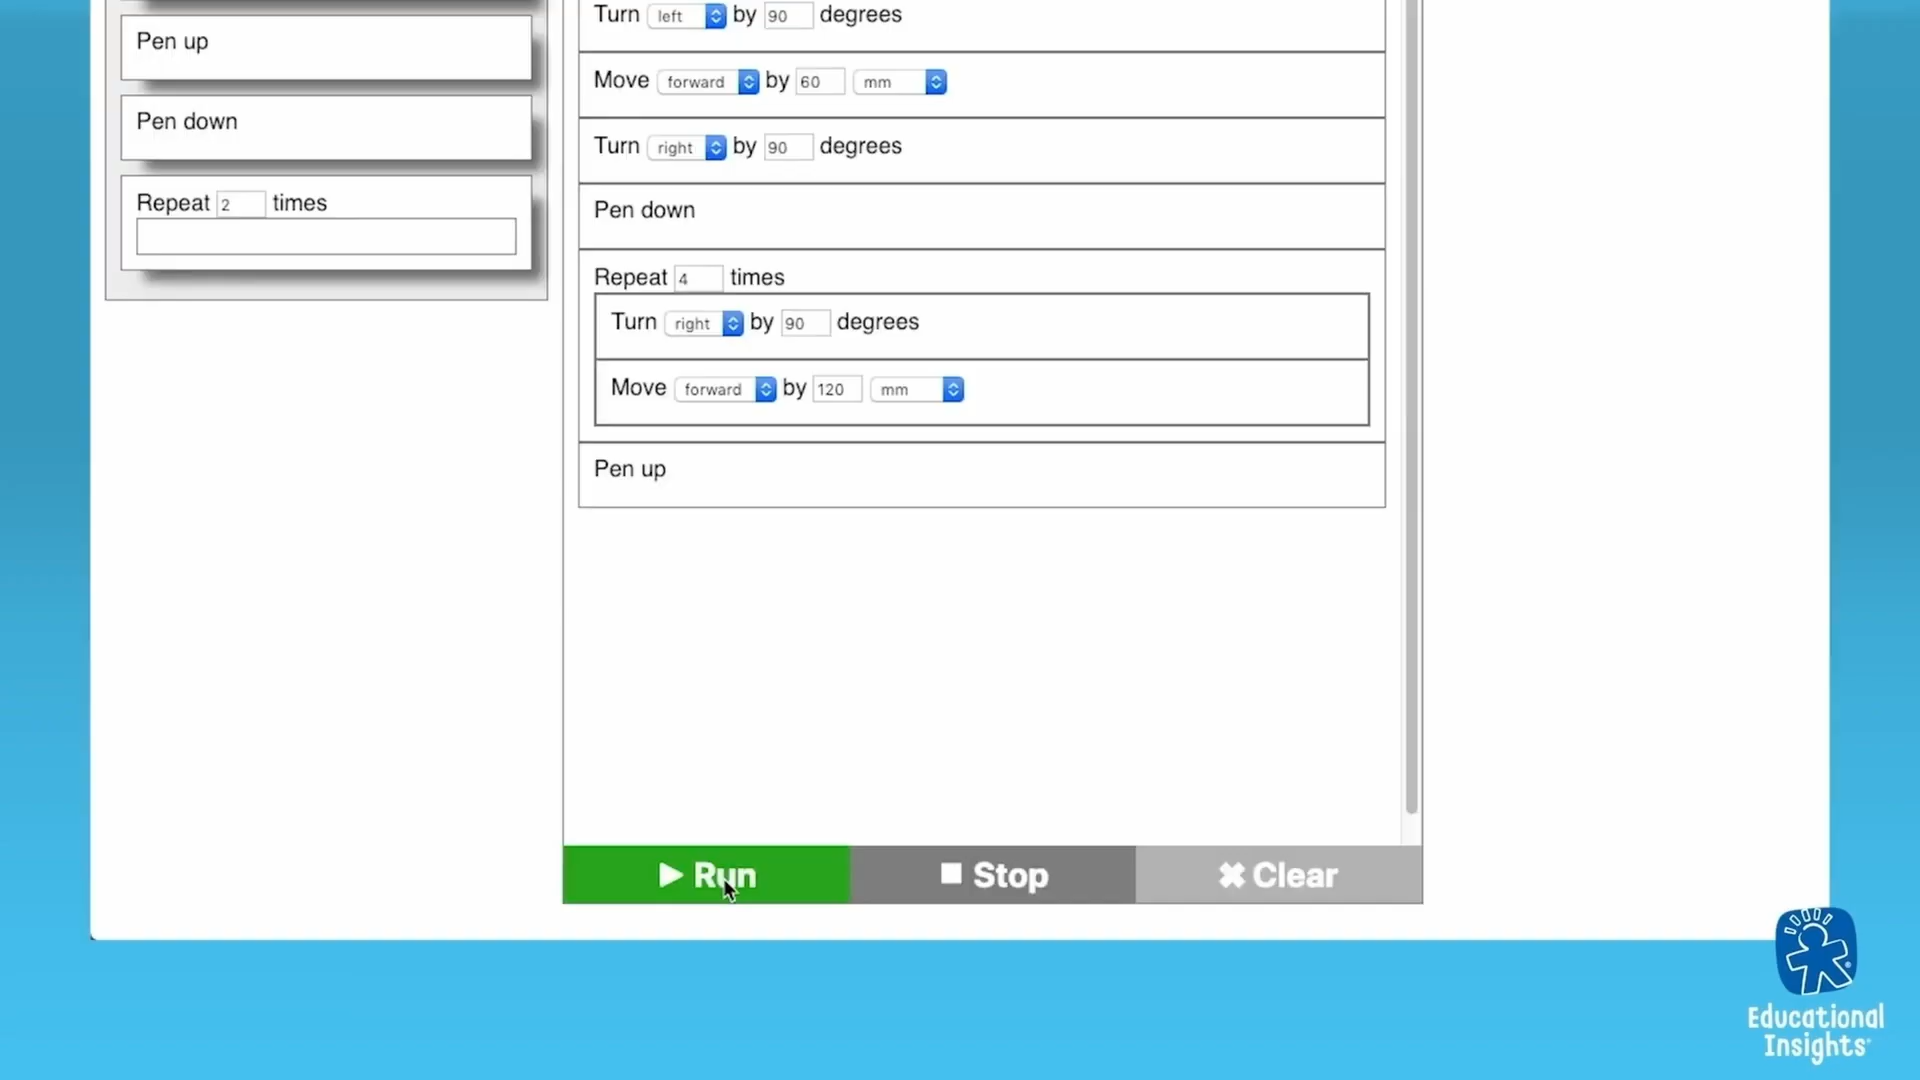 Pen up
Pen down
Repeat 2 times
Turn left by 90 degrees
Move forward by 60 mm
Turn right by 90 degrees
Pen down
Repeat 4 times
Turn right by 90 degrees
Move forward by 120 mm
Pen up
Run
Stop
Clear
Educational
Insights